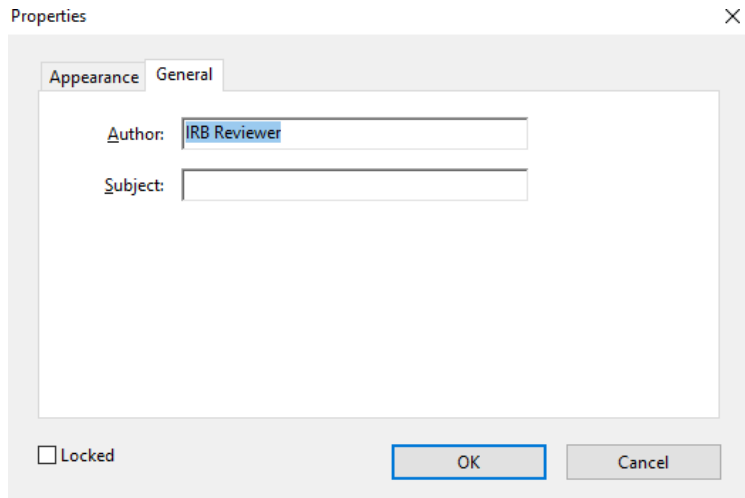 Properties
Appearance General
Author: IRB Reviewer
Subject:
Locked OK Cancel